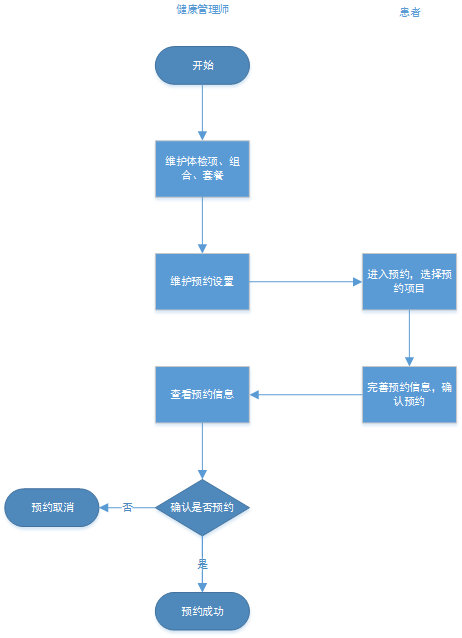 健康管理师
患者
开始
维护体检项、组
合、套餐
维护预约设置
进入预约，选择预
约项目
查看预约信息
完善预约信息，确
认预约
预约取消
否
确认是否预约
是
预约成功